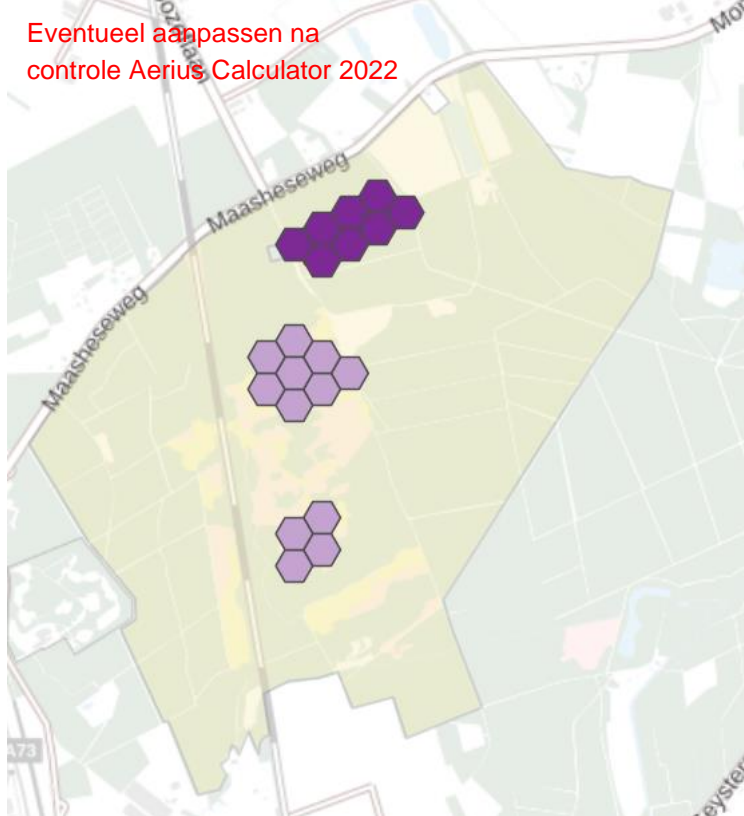 Eventueel aanpassen na
controle Aerius Calculator 2022
Maasheseweg
Maasheseweg
A73